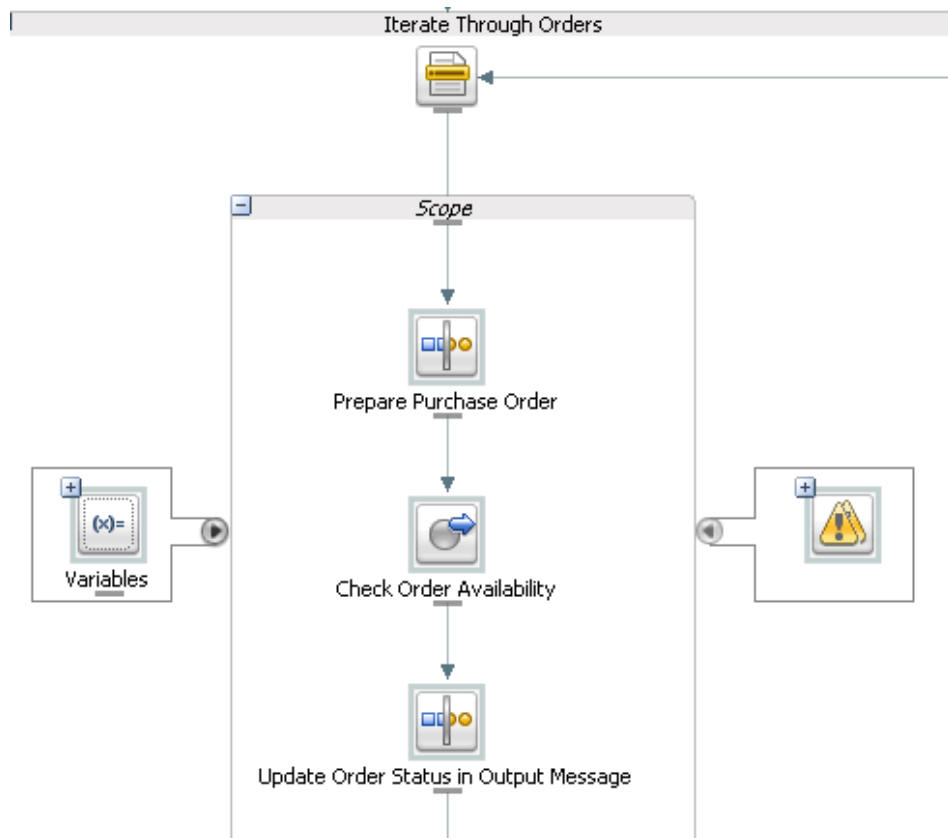 Iterate Through Orders
Scope
Prepare Purchase Order
(x)=
Variables
Check Order Availability
Update Order Status in Output Message